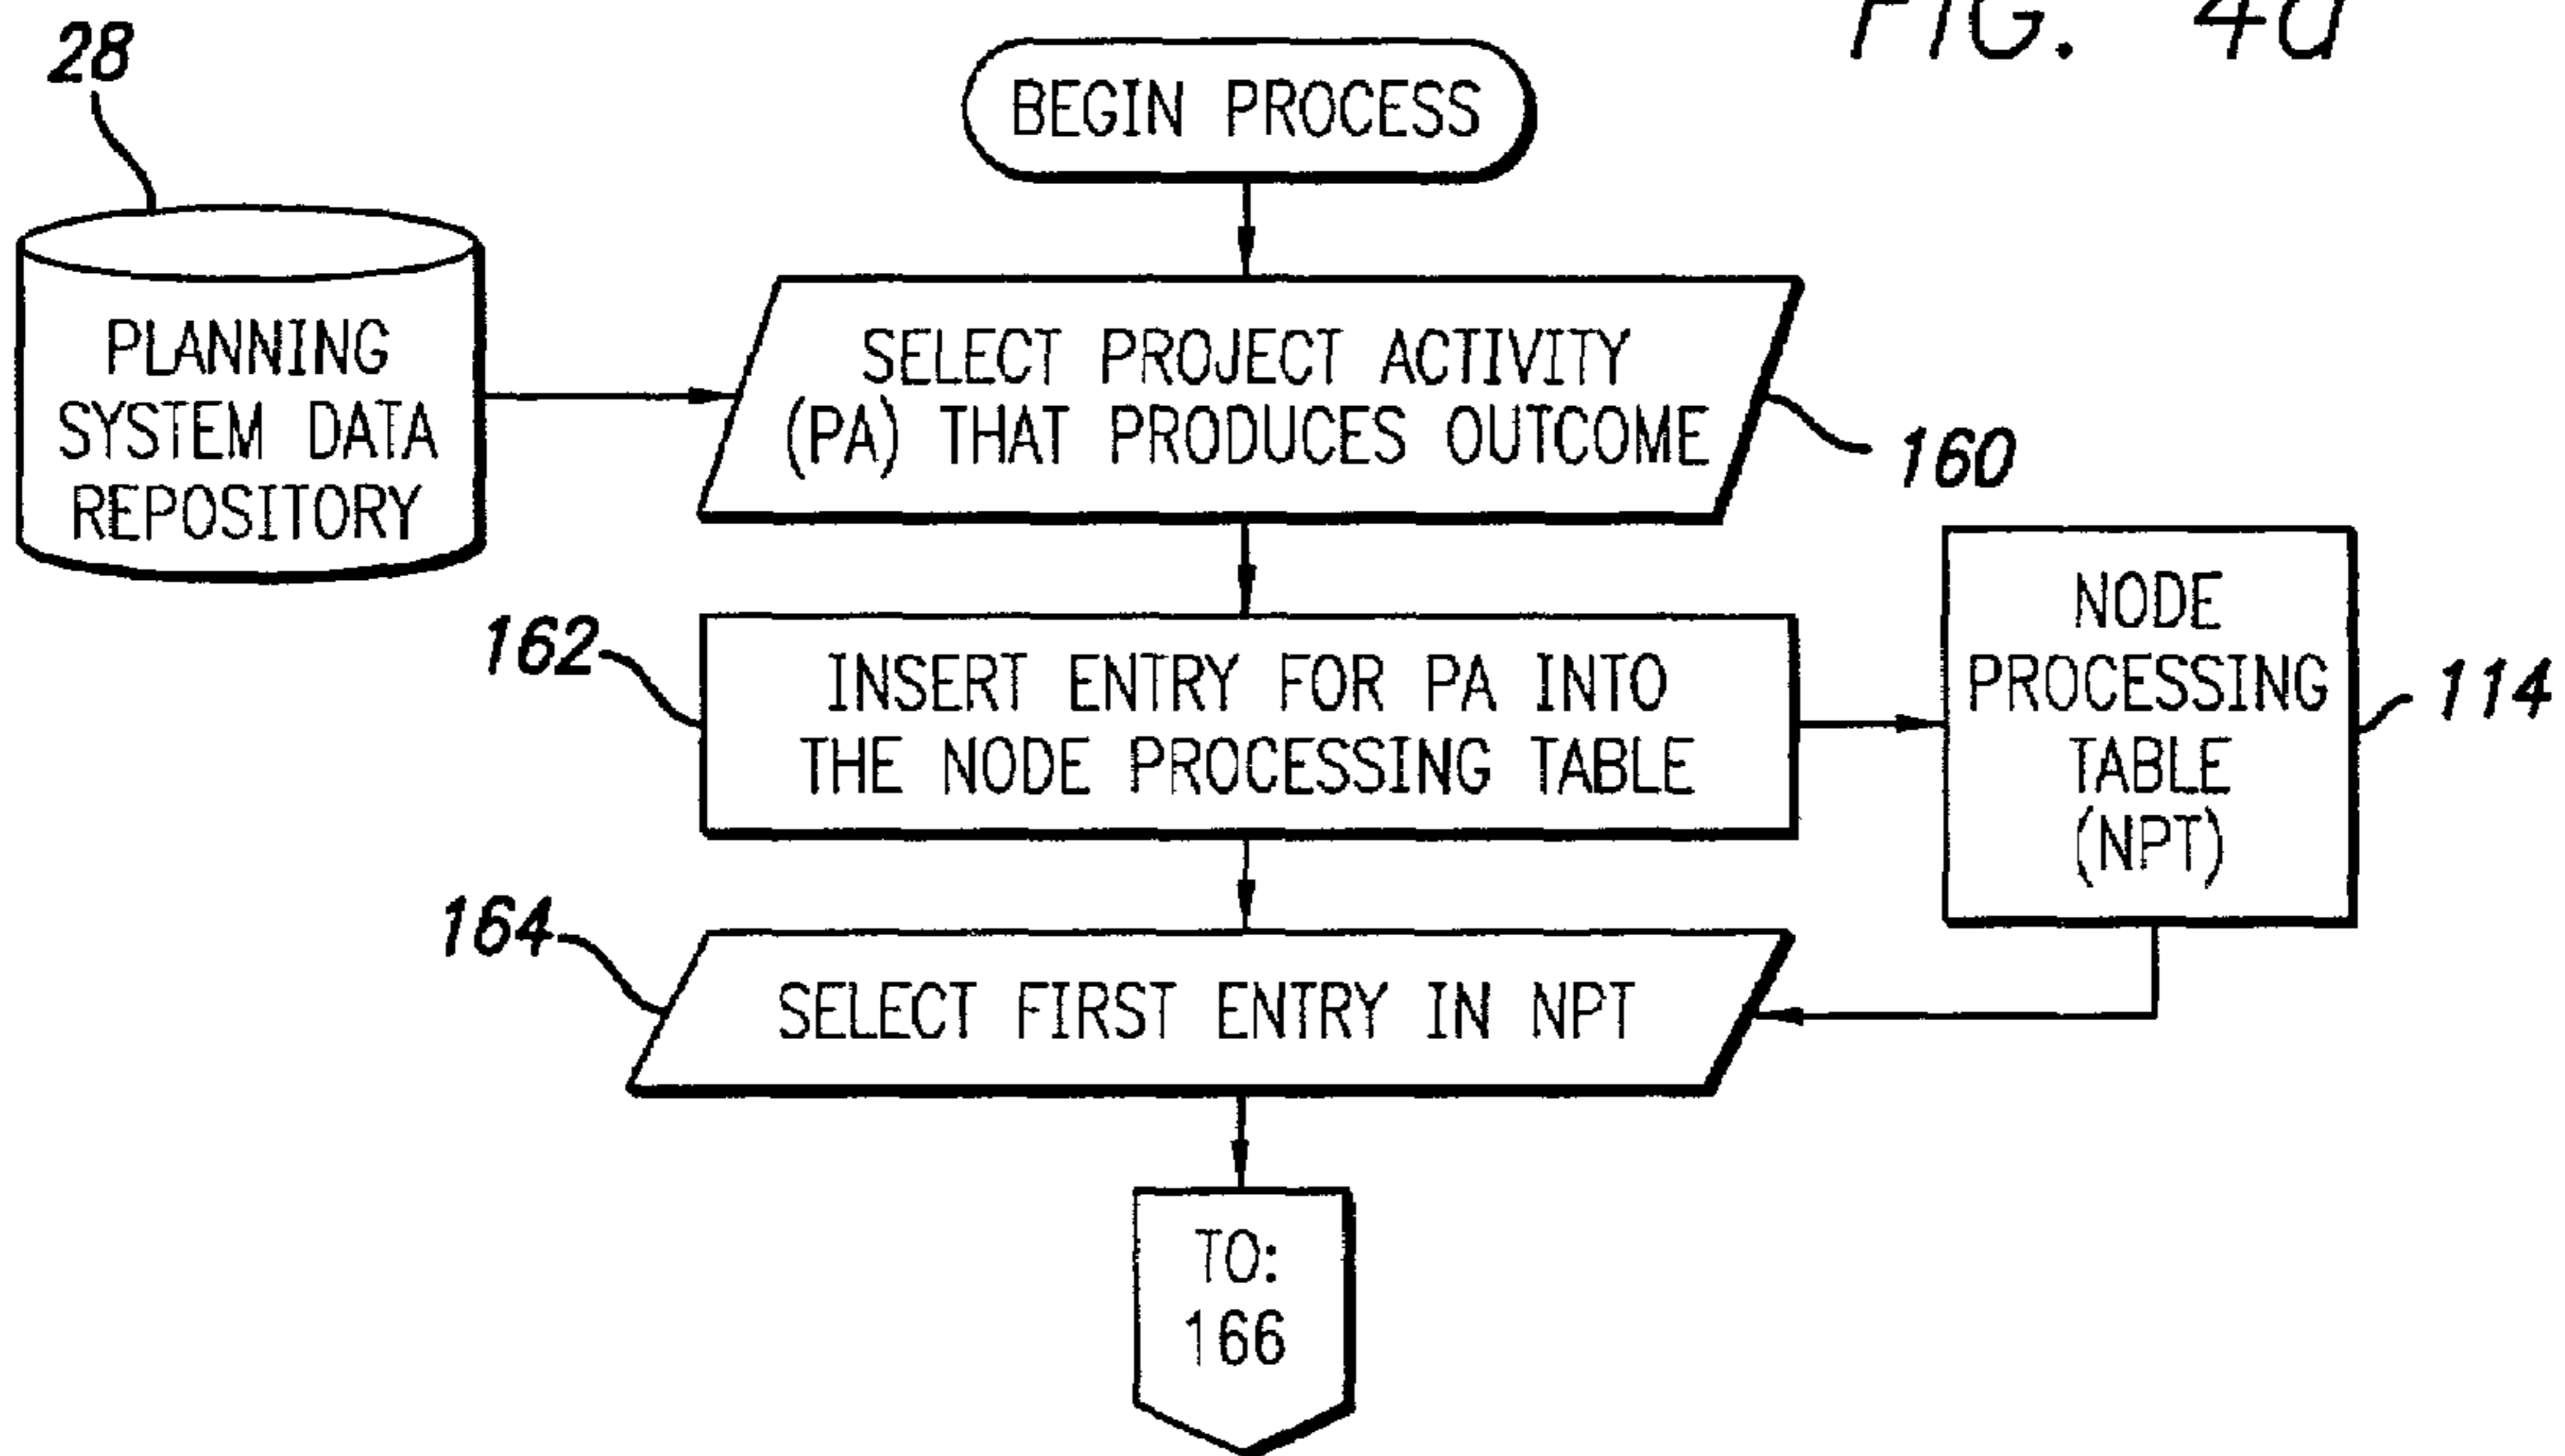 FIG. 4a
28
BEGIN PROCESS
PLANNING
SYSTEM DATA
REPOSITORY
SELECT PROJECT ACTIVITY
(PA) THAT PRODUCES OUTCOME
160
162
INSERT ENTRY FOR PA INTO
THE NODE PROCESSING TABLE
NODE
PROCESSING
TABLE
(NPT)
114
164
SELECT FIRST ENTRY IN NPT
TO:
166